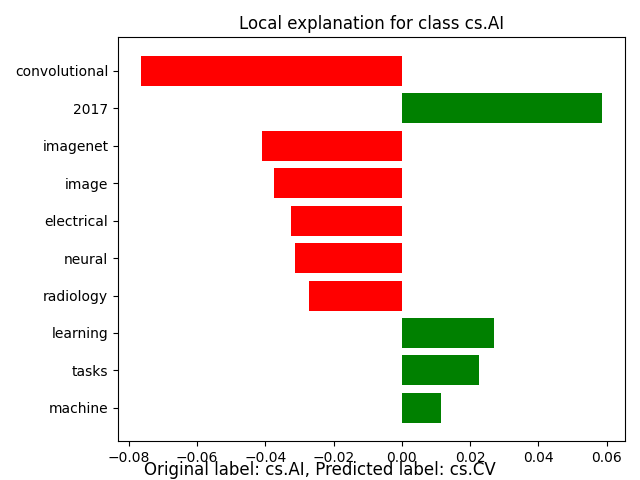 Local explanation for class cs.AI
convolutional
2017
imagenet
image
electrical
neural
radiology
learning
tasks
machine
−0.08 −0.06 −0.04 −0.02 0.00 0.02 0.04 0.06
Original label: cs.AI, Predicted label: cs.CV